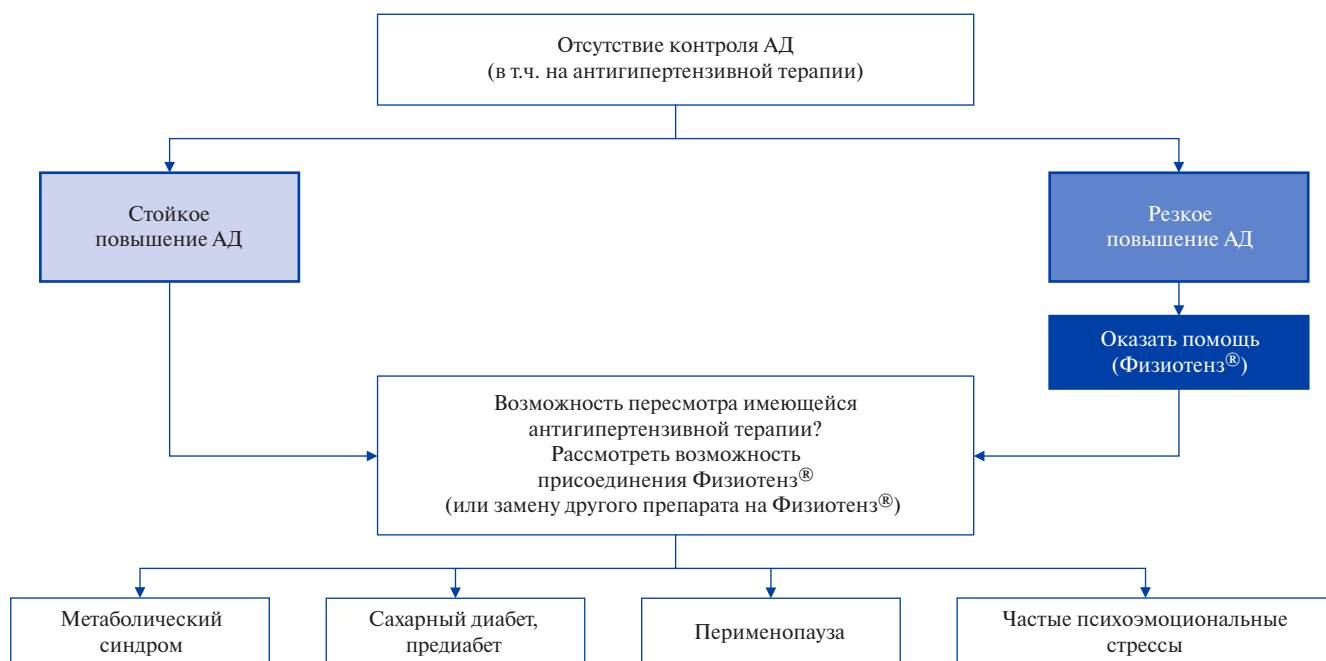 Отсутствие контроля АД
(в т.ч. на антигипертензивной терапии)
Стойкое
повышение АД
Резкое
повышение АД
Оказать помощь
(Физиотенз®)
Возможность пересмотра имеющейся
антигипертензивной терапии?
Рассмотреть возможность
присоединения Физиотенз®
(или замену другого препарата на Физиотенз®)
Метаболический
синдром
Сахарный диабет,
предиабет
Перименопауза
Частые психоэмоциональные
стрессы